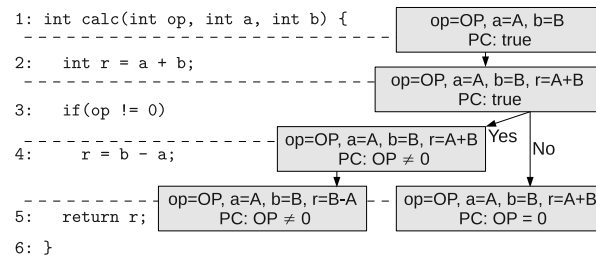 1: int calc(int op, int a, int b) {
op=OP, a=A, b=B
PC: true
2: int r = a + b;
op=OP, a=A, b=B, r=A+B
PC: true
3: if(op != 0)
Yes
No
op=OP, a=A, b=B, r=A+B
PC: OP ≠ 0
4: r = b - a;
op=OP, a=A, b=B, r=B-A
PC: OP ≠ 0
op=OP, a=A, b=B, r=A+B
PC: OP = 0
5: return r;
6: }